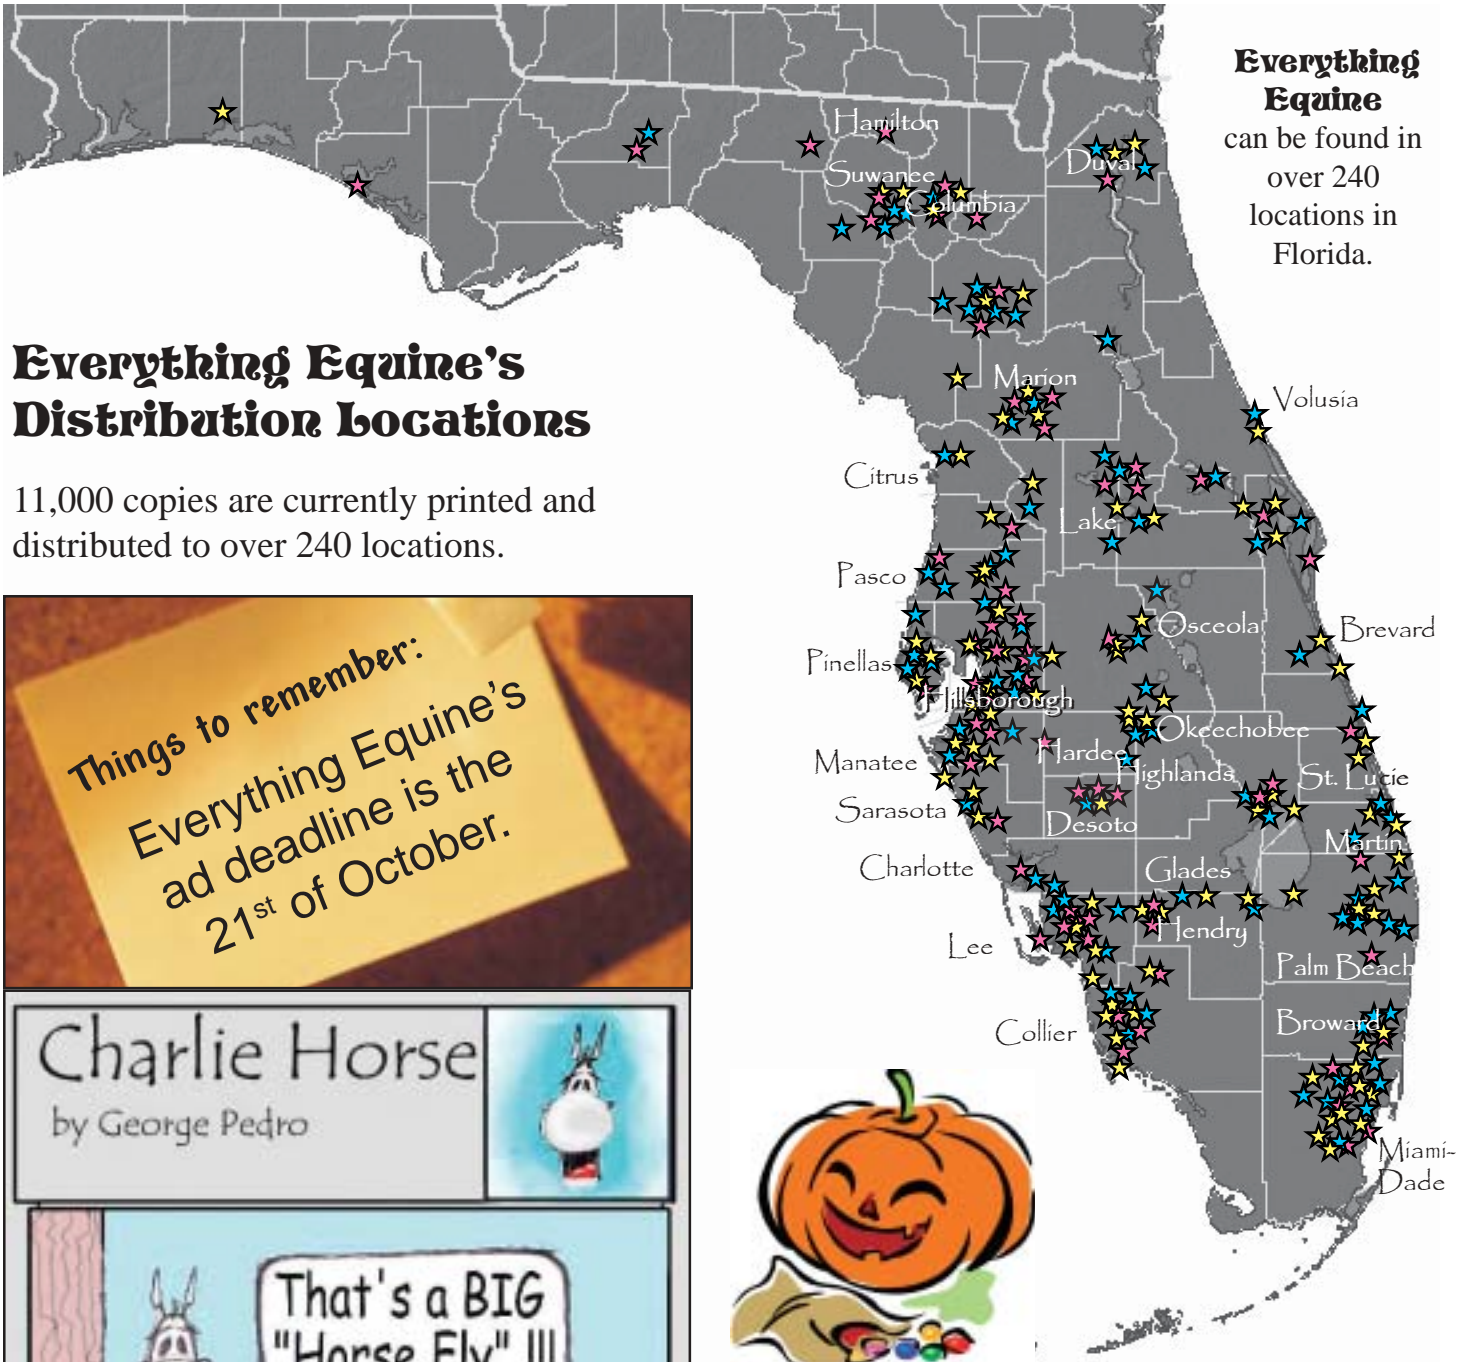 Everything
Equine
can be found in
over 240
locations in
Florida.
Everything Equine's
Distribution Locations
11,000 copies are currently printed and
distributed to over 240 locations.
Things to remember:
Everything Equine's
ad deadline is the
21st of October.
Charlie Horse
by George Pedro
That's a BIG
"Horse Fly" !!!
Hamilton
Suwanee
Columbia
Duval
Marion
Volusia
Citrus
Lake
Pasco
Osceola
Brevard
Pinellas
Hillsborough
Okeechobee
Hardee
Manatee
Highlands
St. Lucie
Sarasota
Desoto
Martin
Charlotte
Glades
Hendry
Lee
Palm Beach
Collier
Broward
Miami-
Dade